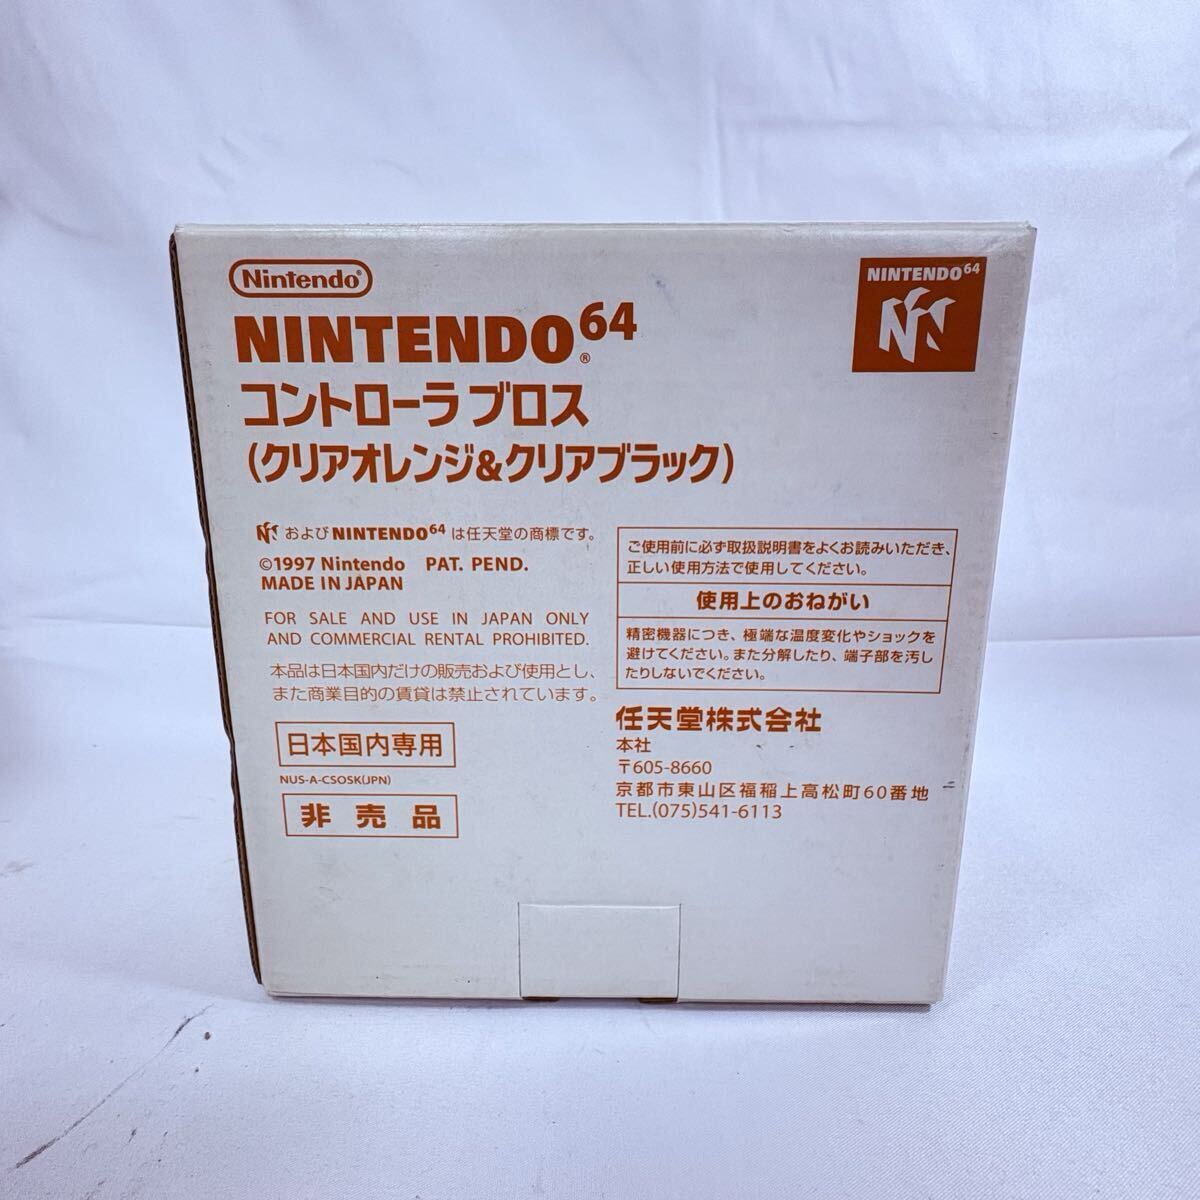 Nintendo®
NINTENDO64®
コントローラ ブロス
(クリアオレンジ&クリアブラック)
NINTENDO64
および NINTENDO64 は任天堂の商標です。
©1997 Nintendo PAT. PEND.
MADE IN JAPAN
FOR SALE AND USE IN JAPAN ONLY
AND COMMERCIAL RENTAL PROHIBITED.
本品は日本国内だけの販売および使用とし、
また商業目的の賃貸は禁止されています。
日本国内専用
NUS-A-CSOSK(JPN)
非売品
ご使用前に必ず取扱説明書をよくお読みいただき、
正しい使用方法で使用してください。
使用上のおねがい
精密機器につき、極端な温度変化やショックを
避けてください。また分解したり、端子部を汚し
たりしないでください。
任天堂株式会社
本社
〒605-8660
京都市東山区福稲上高松町60番地
TEL.(075)541-6113